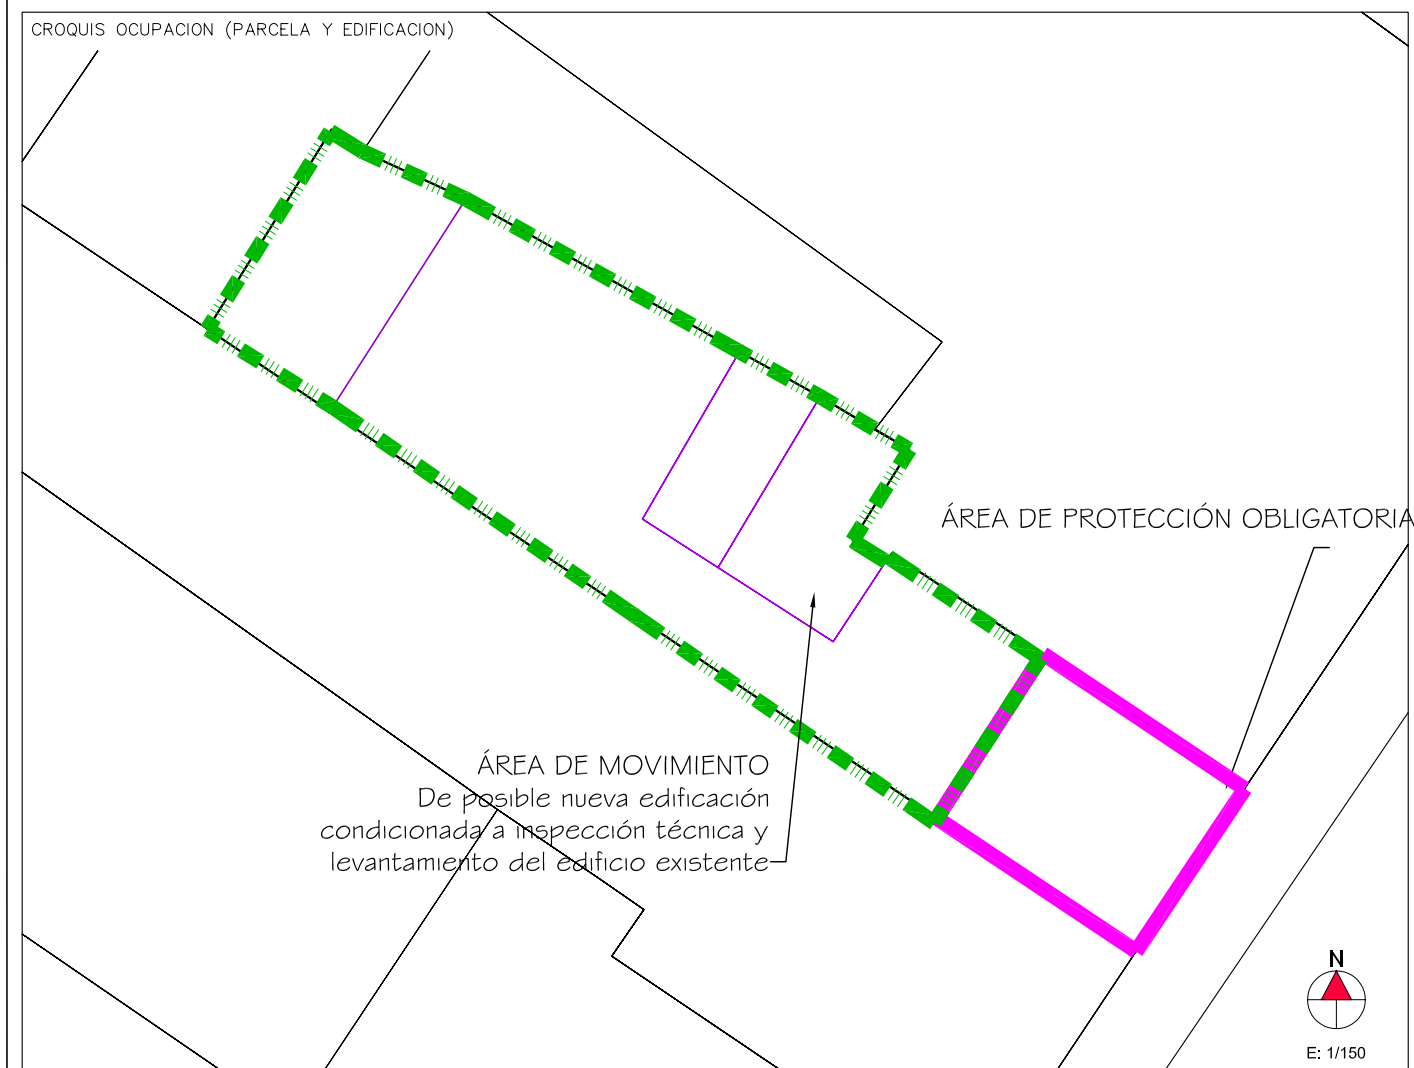 CROQUIS OCUPACION (PARCELA Y EDIFICACION)
ÁREA DE PROTECCIÓN OBLIGATORIA
ÁREA DE MOVIMIENTO
De posible nueva edificación
condicionada a inspección técnica y
levantamiento del edificio existente
N
E: 1/150